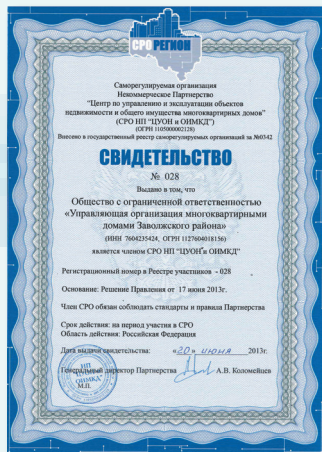 СРО РЕГИОН
Саморегулируемая организация
Некоммерческое Партнерство
"Центр по управлению и эксплуатации объектов
недвижимости и общего имущества многоквартирных домов"
(СРО НП "ЦУОН и ОИМКД")
(ОГРН 1105000002128)
Внесено в государственный реестр саморегулируемых организаций за №0342
СВИДЕТЕЛЬСТВО
№ 028
Выдано в том, что
Общество с ограниченной ответственностью
«Управляющая организация многоквартирными
домами Заволжского района»
(ИНН 7604235424, ОГРН 1127604018156)
является членом СРО НП "ЦУОН и ОИМКД"
Регистрационный номер в Реестре участников - 028
Основание: Решение Правления от 17 июня 2013г.
Член СРО обязан соблюдать стандарты и правила Партнерства
Срок действия: на период участия в СРО
Область действия: Российская Федерация
Дата выдачи свидетельства: «20» июня 2013г.
Генеральный директор Партнерства А.В. Коломейцев
М.П.
НП
"ЦУОН и
ОИМКД"